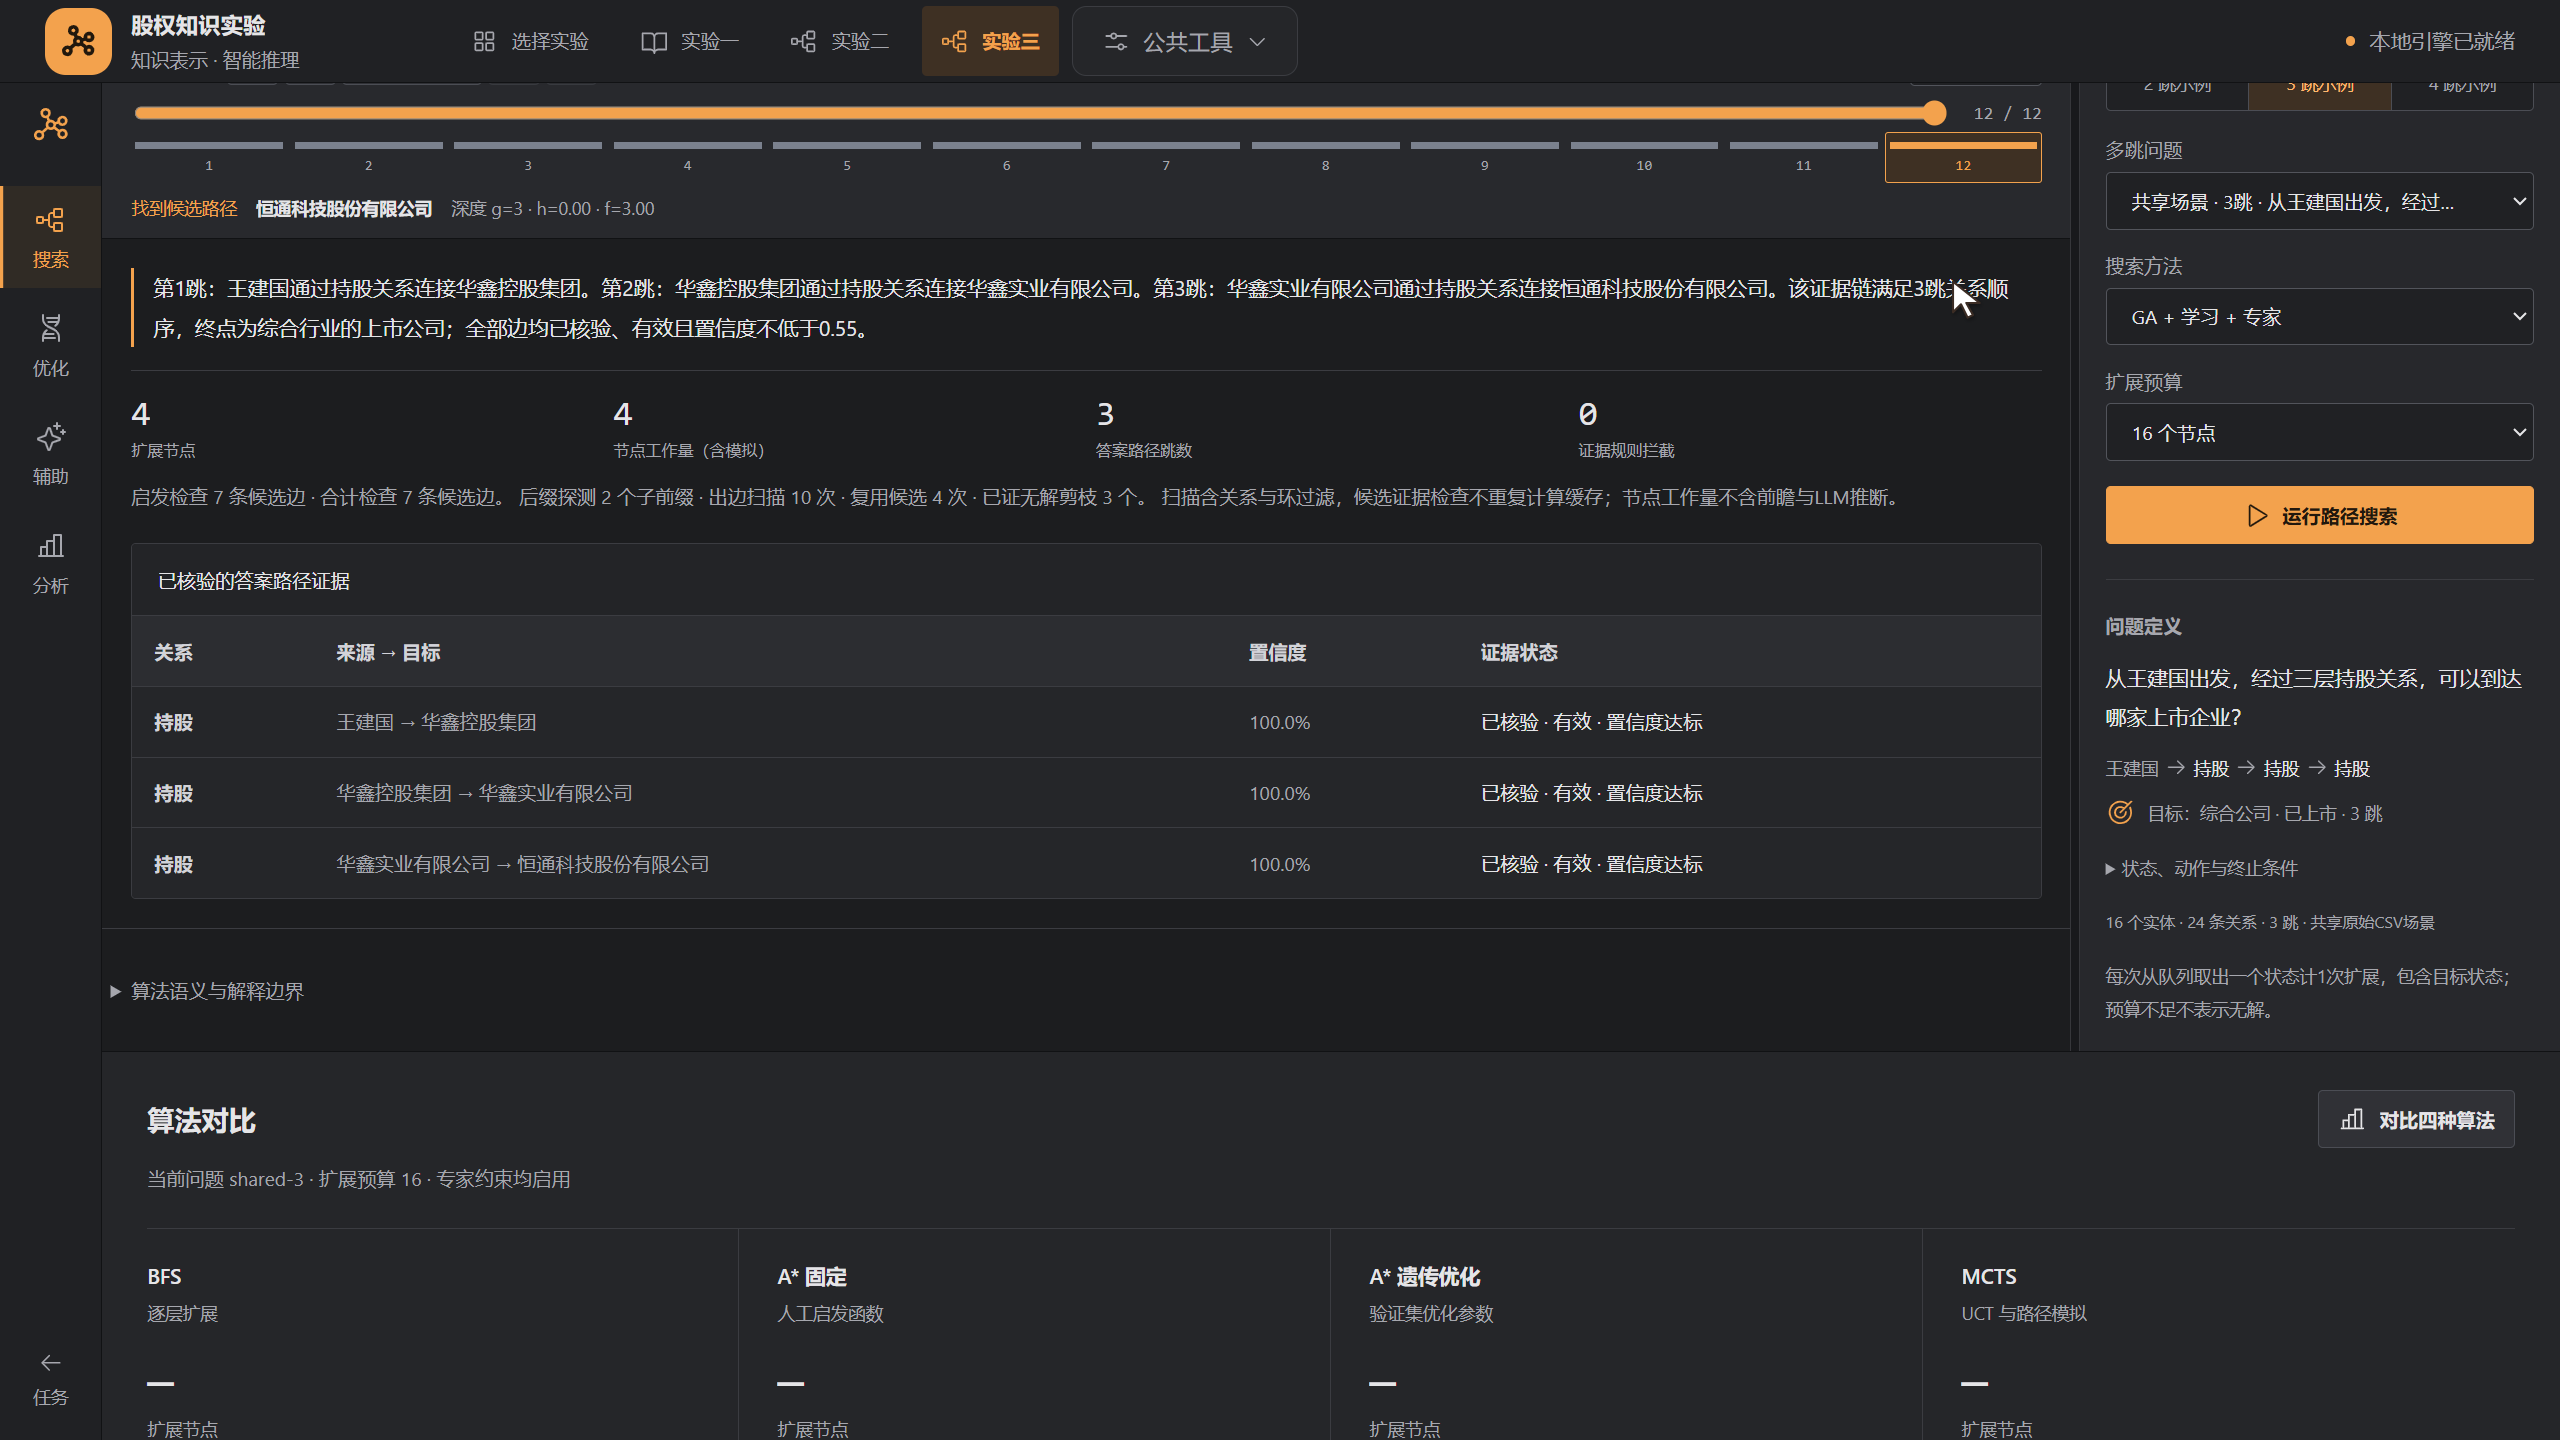 股权知识实验
知识表示 · 智能推理
选择实验
实验一
实验二
实验三
公共工具
本地引擎已就绪
搜索
优化
辅助
分析
任务
12 / 12
1 2 3 4 5 6 7 8 9 10 11 12
找到候选路径 恒通科技股份有限公司 深度 g=3 · h=0.00 · f=3.00
第1跳：王建国通过持股关系连接华鑫控股集团。第2跳：华鑫控股集团通过持股关系连接华鑫实业有限公司。第3跳：华鑫实业有限公司通过持股关系连接恒通科技股份有限公司。该证据链满足3跳关系顺
序，终点为综合行业的上市公司；全部边均已核验、有效且置信度不低于0.55。
4 4 3 0
扩展节点 节点工作量（含模拟） 答案路径跳数 证据规则拦截
启发检查 7 条候选边 · 合计检查 7 条候选边。 后缀探测 2 个子前缀 · 出边扫描 10 次 · 复用候选 4 次 · 已证无解剪枝 3 个。 扫描含关系与环过滤，候选证据检查不重复计算缓存；节点工作量不含前瞻与LLM推断。
已核验的答案路径证据
关系 来源 → 目标 置信度 证据状态
持股 王建国 → 华鑫控股集团 100.0% 已核验 · 有效 · 置信度达标
持股 华鑫控股集团 → 华鑫实业有限公司 100.0% 已核验 · 有效 · 置信度达标
持股 华鑫实业有限公司 → 恒通科技股份有限公司 100.0% 已核验 · 有效 · 置信度达标
▶ 算法语义与解释边界
2 跳示例 3 跳示例 4 跳示例
多跳问题
共享场景 · 3跳 · 从王建国出发，经过...
搜索方法
GA + 学习 + 专家
扩展预算
16 个节点
运行路径搜索
问题定义
从王建国出发，经过三层持股关系，可以到达
哪家上市企业？
王建国 → 持股 → 持股 → 持股
目标：综合公司 · 已上市 · 3 跳
▶ 状态、动作与终止条件
16 个实体 · 24 条关系 · 3 跳 · 共享原始CSV场景
每次从队列取出一个状态计1次扩展，包含目标状态；
预算不足不表示无解。
算法对比
对比四种算法
当前问题 shared-3 · 扩展预算 16 · 专家约束均启用
BFS A* 固定 A* 遗传优化 MCTS
逐层扩展 人工启发函数 验证集优化参数 UCT 与路径模拟
— — — —
扩展节点 扩展节点 扩展节点 扩展节点